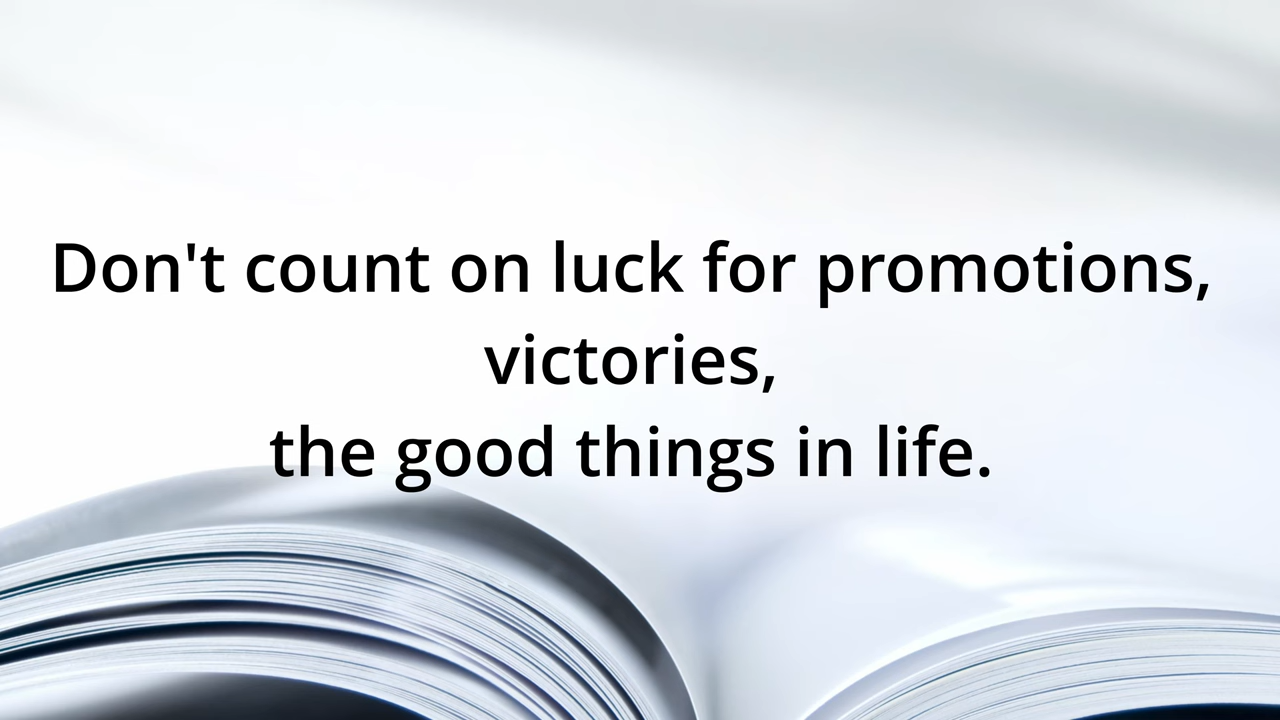 Don't count on luck for promotions,
victories,
the good things in life.